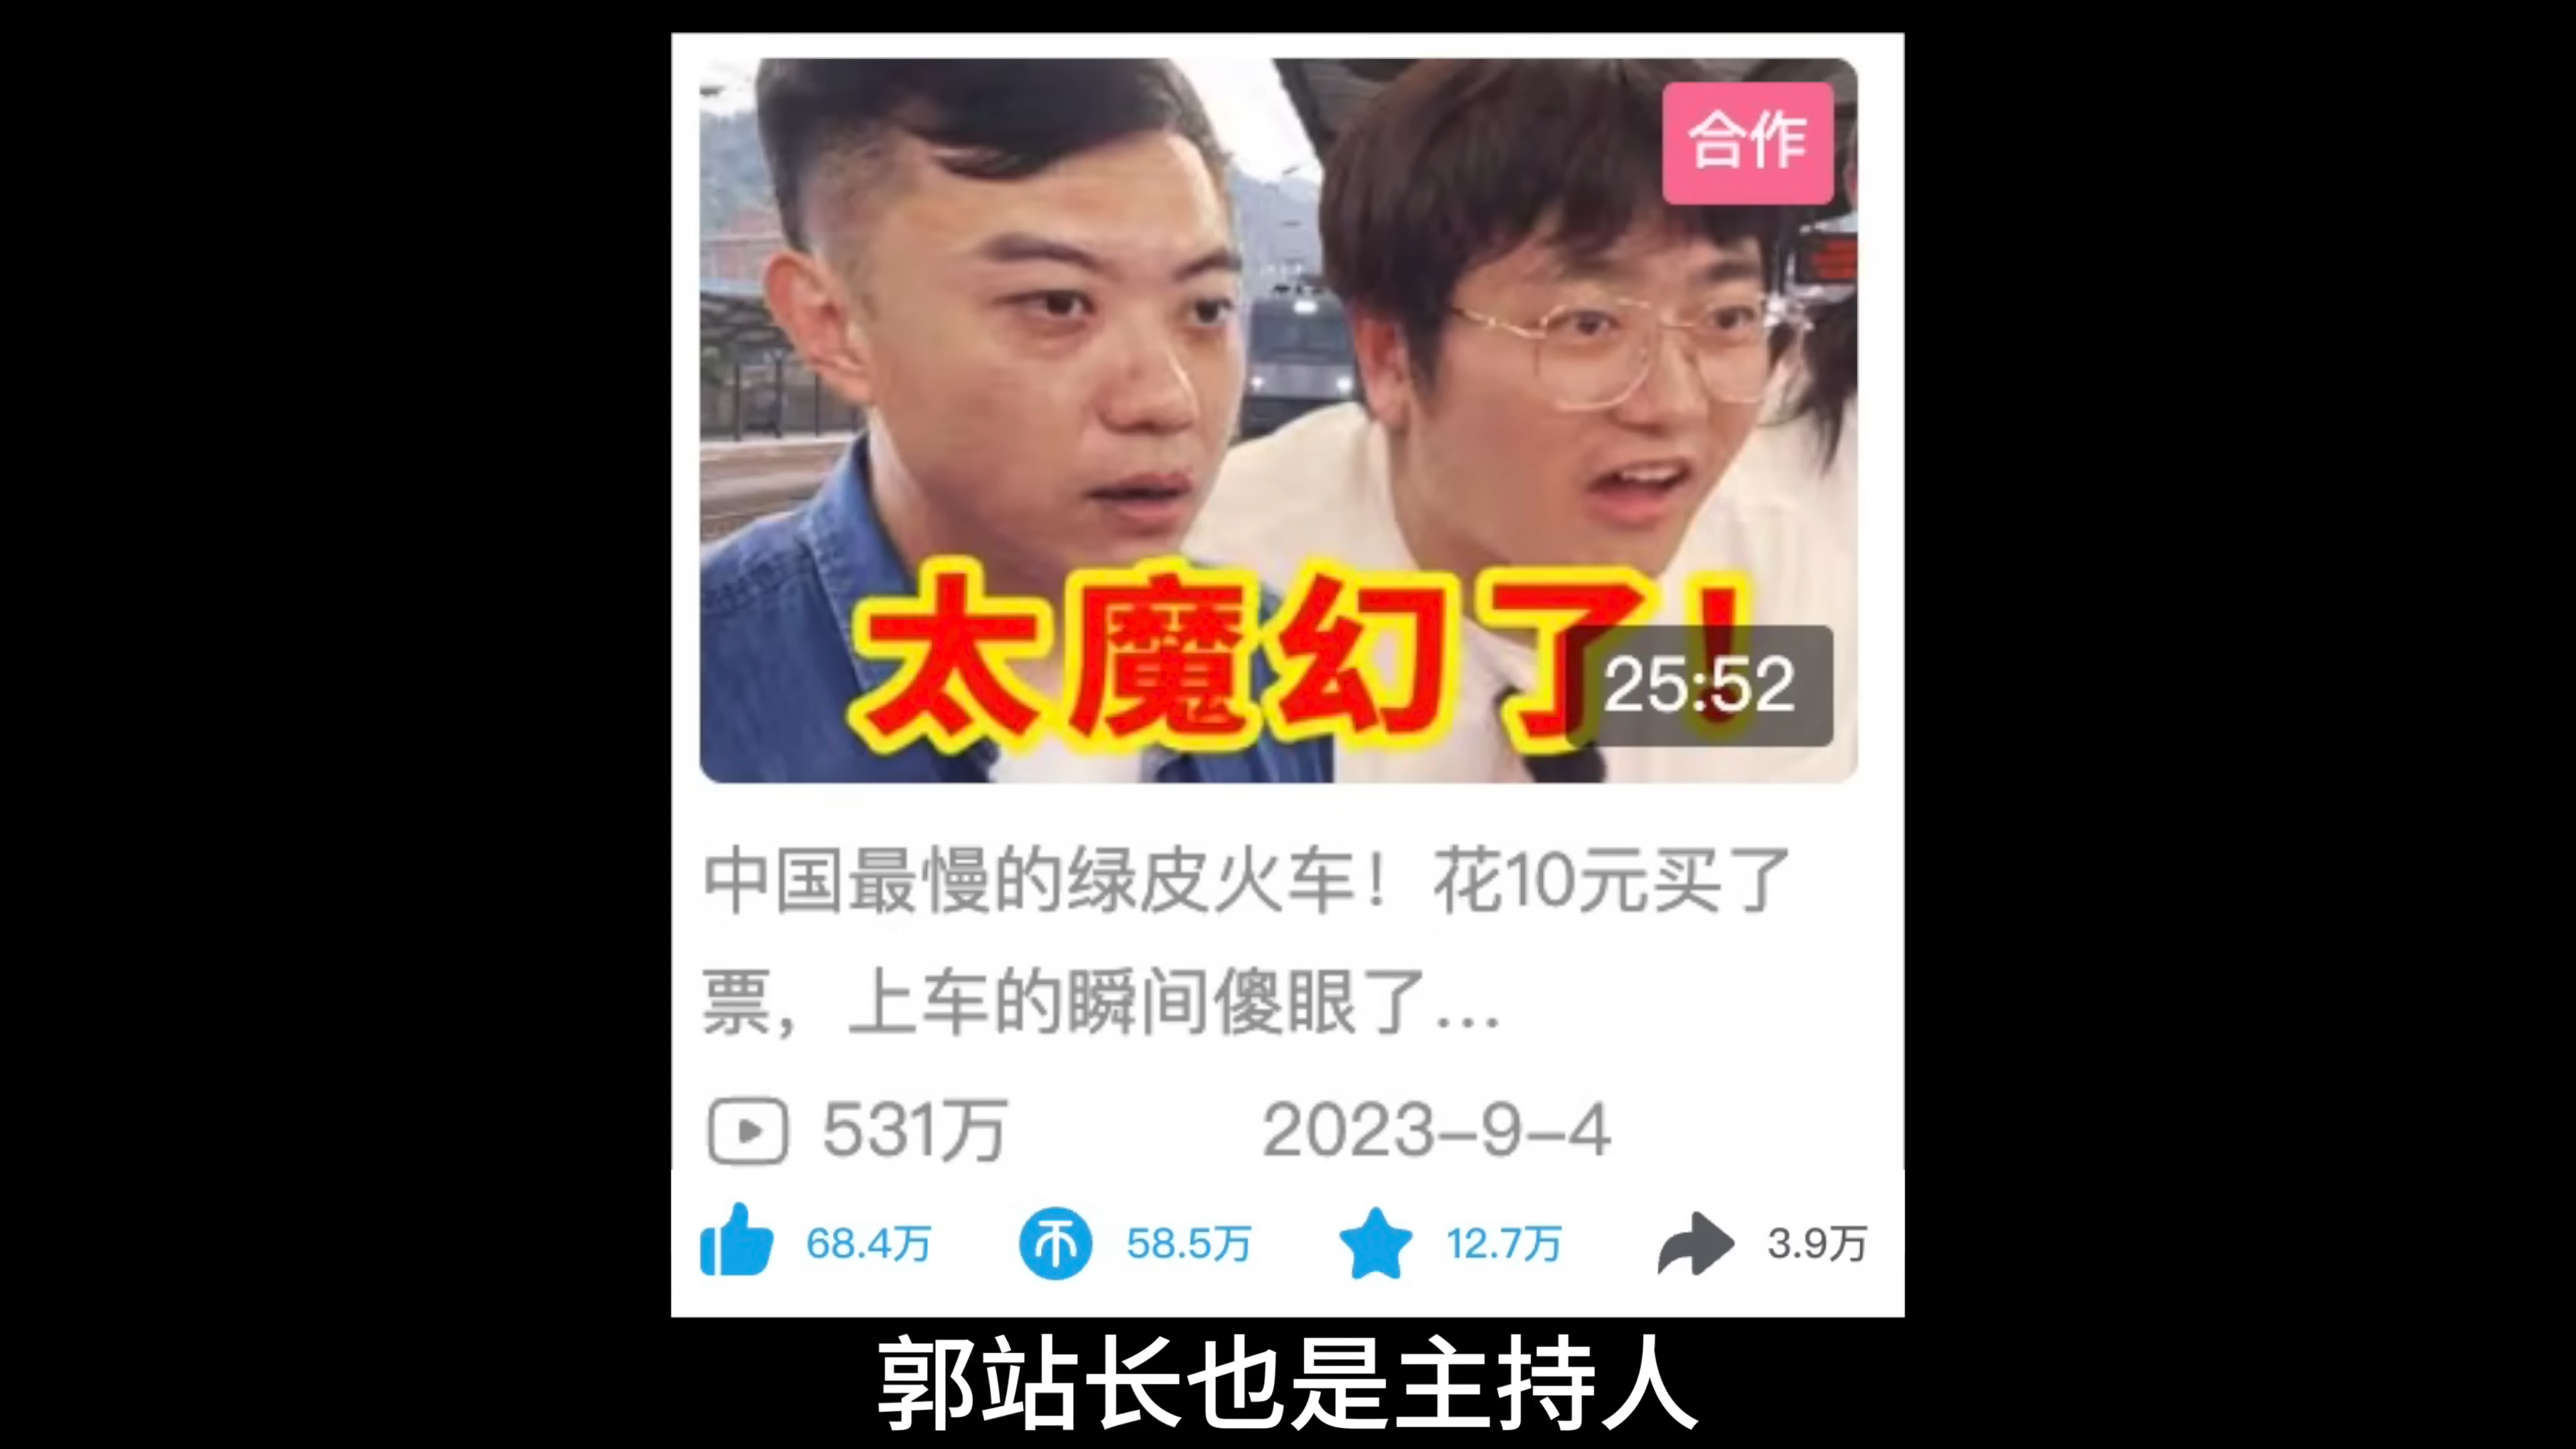 合作
太魔幻了!
25:52
中国最慢的绿皮火车！花10元买了
票，上车的瞬间傻眼了...
531万 2023-9-4
68.4万 58.5万 12.7万 3.9万
郭站长也是主持人